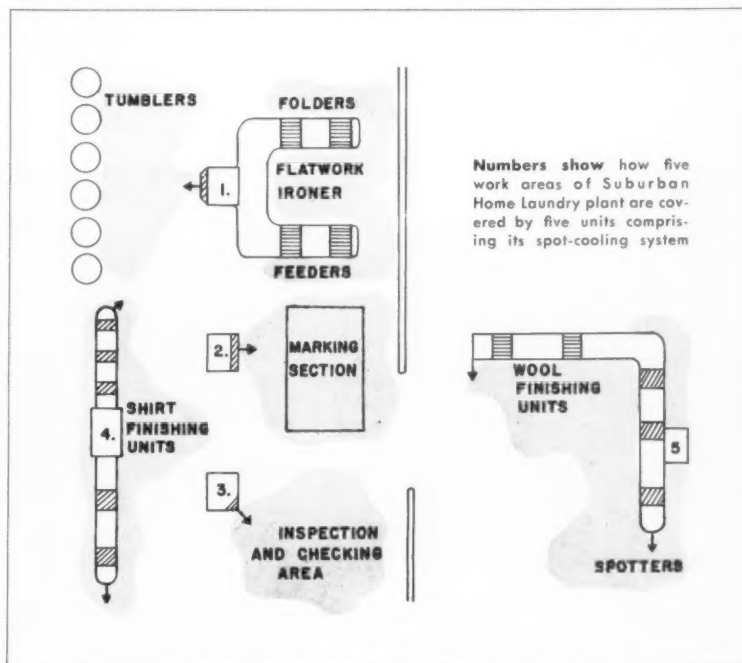 TUMBLERS
FOLDERS
1.
FLATWORK
IRONER
FEEDERS
Numbers show how five
work areas of Suburban
Home Laundry plant are cov-
ered by five units compris-
ing its spot-cooling system
2.
MARKING
SECTION
4.
SHIRT
FINISHING
UNITS
WOOL
FINISHING
UNITS
5
3.
INSPECTION
AND CHECKING
AREA
SPOTTERS